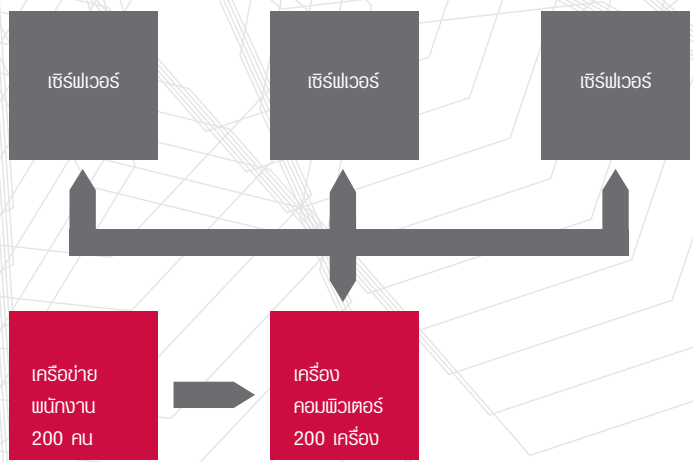 เซิร์ฟเวอร์
เซิร์ฟเวอร์
เซิร์ฟเวอร์
เครือข่าย
พนักงาน
200 คน
เครื่อง
คอมพิวเตอร์
200 เครื่อง